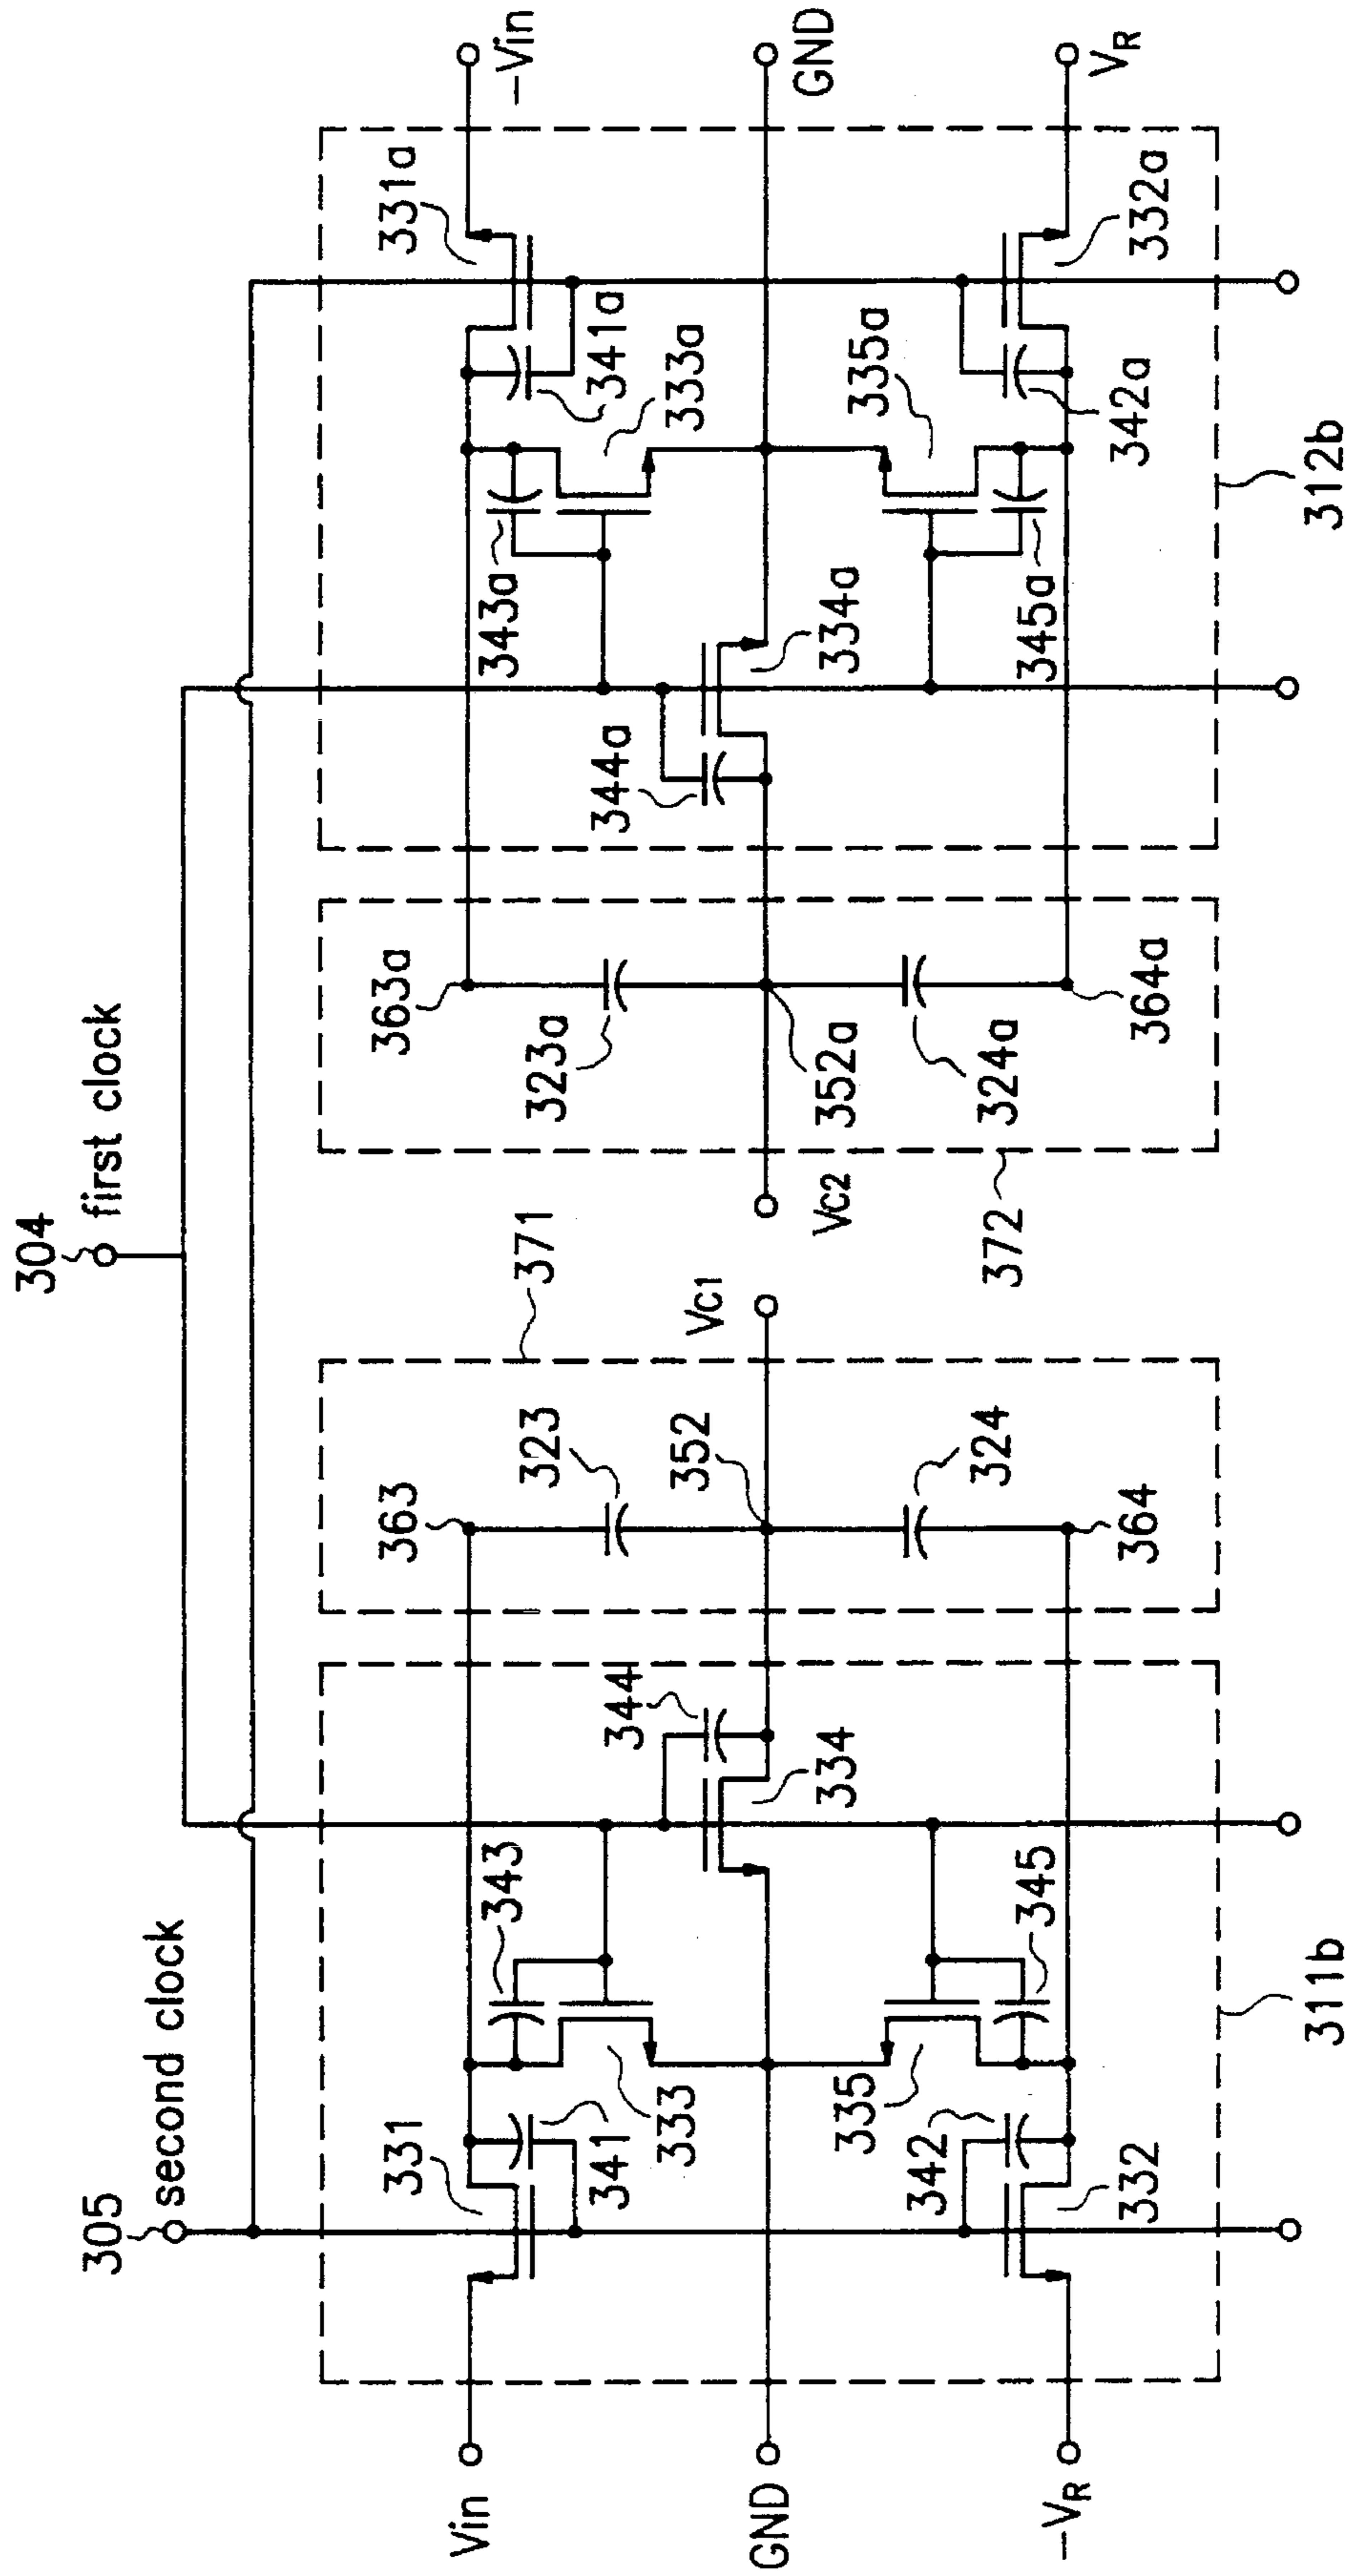 304
first clock
305
second clock
371
372
331
341
343
363
323
363a
323a
343a
341a
331a
-Vin
Vin
333
344
352
Vc1
Vc2
352a
344a
333a
GND
GND
334
334a
335
342
345
324
324a
345a
335a
342a
332
364
364a
332a
-VR
VR
311b
312b